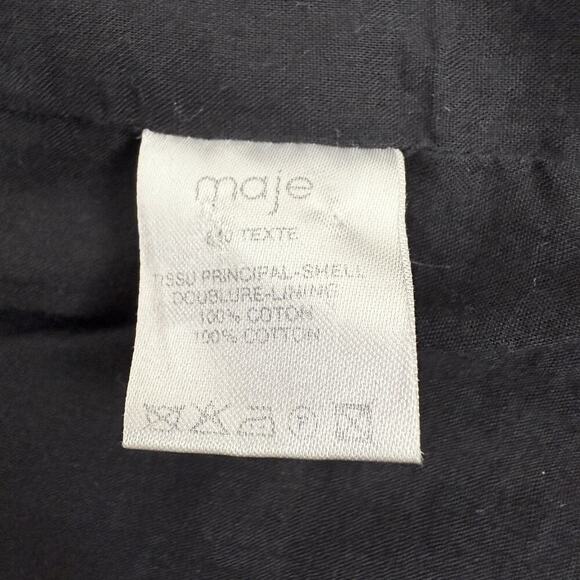 maje
TEXTE
TISSU PRINCIPAL-SHELL
DOUBLURE-LINING
100% COTON
100% COTTON
P